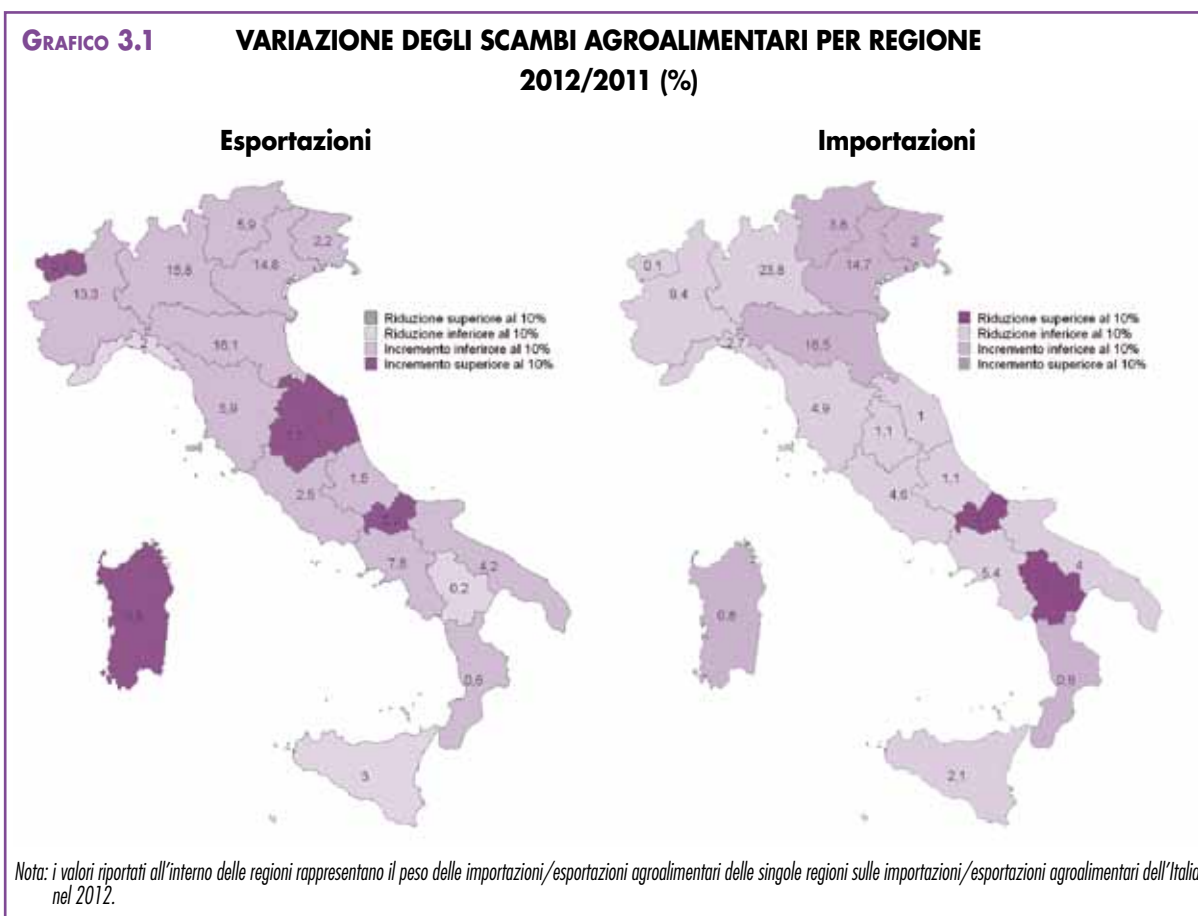 GRAFICO 3.1 VARIAZIONE DEGLI SCAMBI AGROALIMENTARI PER REGIONE
2012/2011 (%)
Esportazioni
5,9
2,2
15,8
14,6
13,3
Riduzione superiore al 10%
Riduzione inferiore al 10%
Incremento inferirore al 10%
Incremento superiore al 10%
2
16,1
5,9
1,5
2,5
7,8
4,2
0,2
0,6
3
Importazioni
3,6
2
0,1
23,8
14,7
9,4
Riduzione superiore al 10%
Riduzione inferiore al 10%
Incremento inferiore al 10%
Incremento superiore al 10%
2,7
16,5
4,9
1
1,1
1,1
4,6
5,4
4
0,8
2,1
Nota: i valori riportati all'interno delle regioni rappresentano il peso delle importazioni/esportazioni agroalimentari delle singole regioni sulle importazioni/esportazioni agroalimentari dell'Italia
nel 2012.